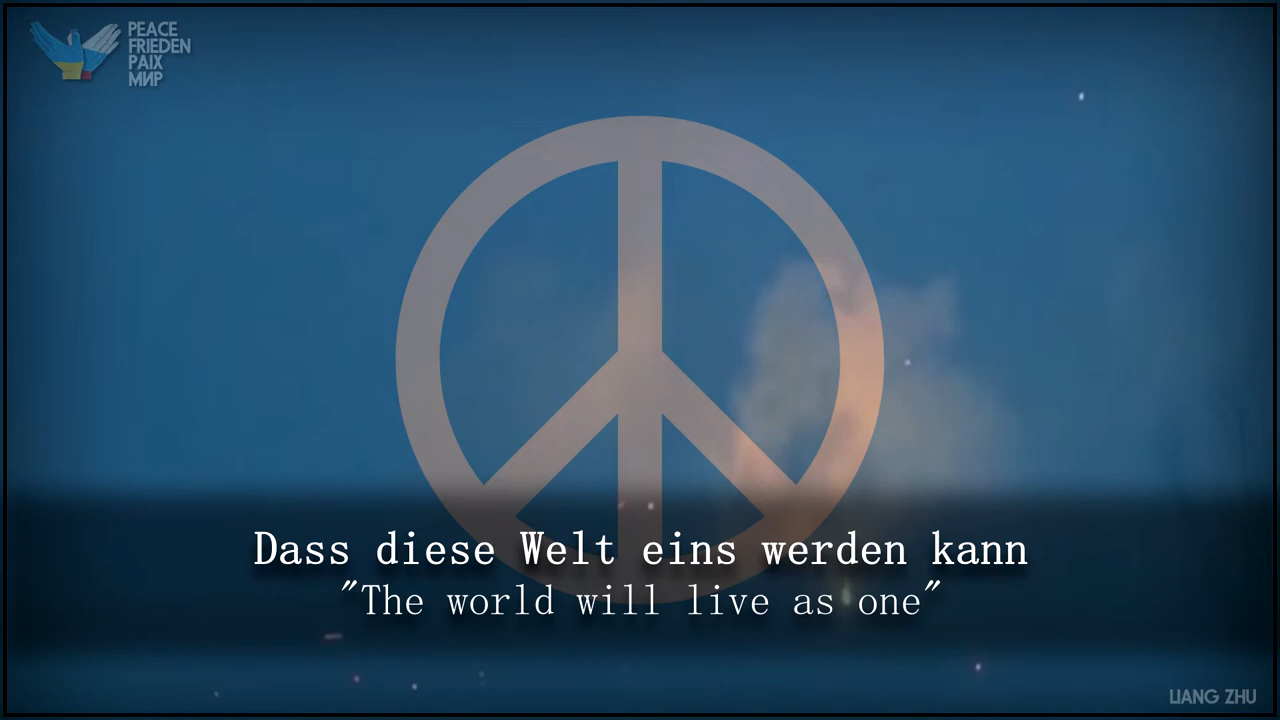 PEACE
FRIEDEN
PAIX
МИР
Dass diese Welt eins werden kann
"The world will live as one"
LIANG ZHU